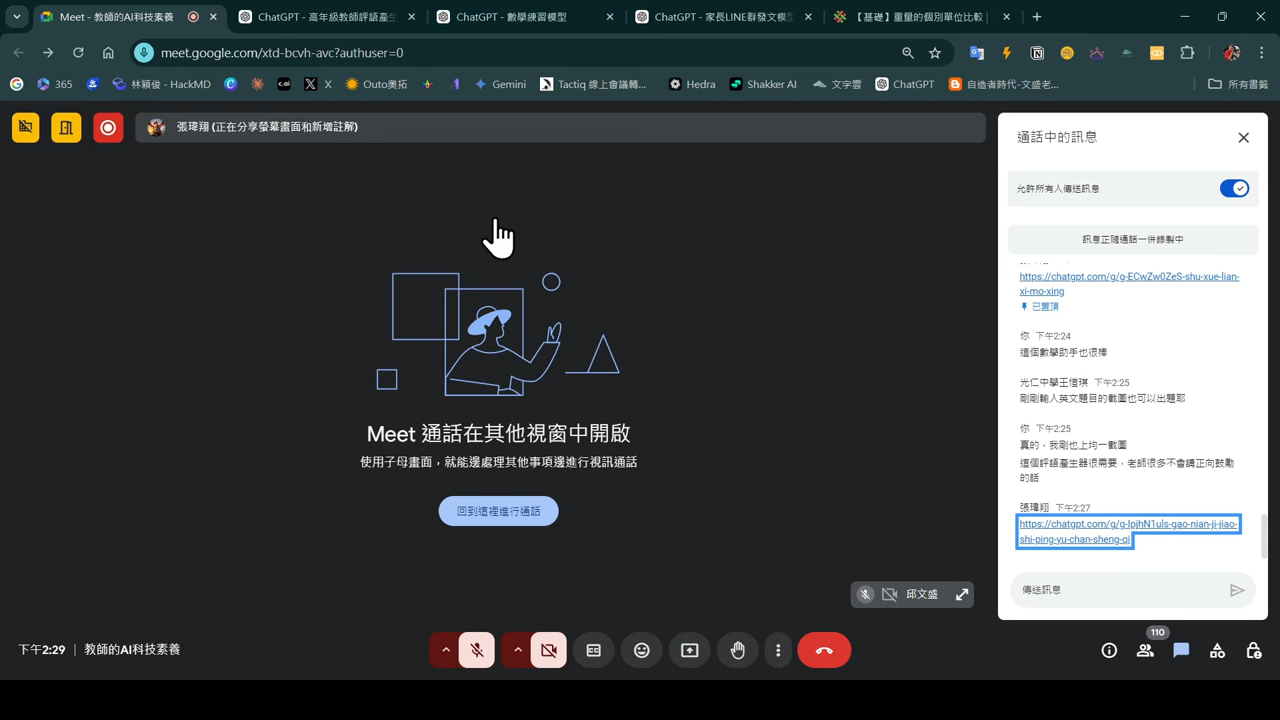 Meet - 教師的AI科技素養
ChatGPT - 高年級教師評語產生
ChatGPT - 數學練習模型
ChatGPT - 家長LINE群發文模
【基礎】重量的個別單位比較 |
meet.google.com/xtd-bcvh-avc?authuser=0
365
林穎俊 - HackMD
c.ai
X
Outo奧拓
Gemini
Tactiq 線上會議轉...
Hedra
Shakker AI
文字雲
ChatGPT
自造者時代-文盛老...
所有書籤
張瑋翔 (正在分享螢幕畫面和新增註解)
通話中的訊息
允許所有人傳送訊息
訊息正隨通話一併錄製中
https://chatgpt.com/g/g-ECwZw0ZeS-shu-xue-lian-
xi-mo-xing
已置頂
你 下午2:24
這個數學助手也很棒
光仁中學王愷琪 下午2:25
剛剛輸入英文題目的截圖也可以出題耶
你 下午2:25
真的，我剛也上均一截圖
這個評語產生器很需要，老師很多不會講正向鼓勵
的話
張瑋翔 下午2:27
https://chatgpt.com/g/g-IpjhN1uls-gao-nian-ji-jiao-
shi-ping-yu-chan-sheng-qi
傳送訊息
Meet 通話在其他視窗中開啟
使用子母畫面，就能邊處理其他事項邊進行視訊通話
回到這裡進行通話
邱文盛
下午2:29
教師的AI科技素養
110